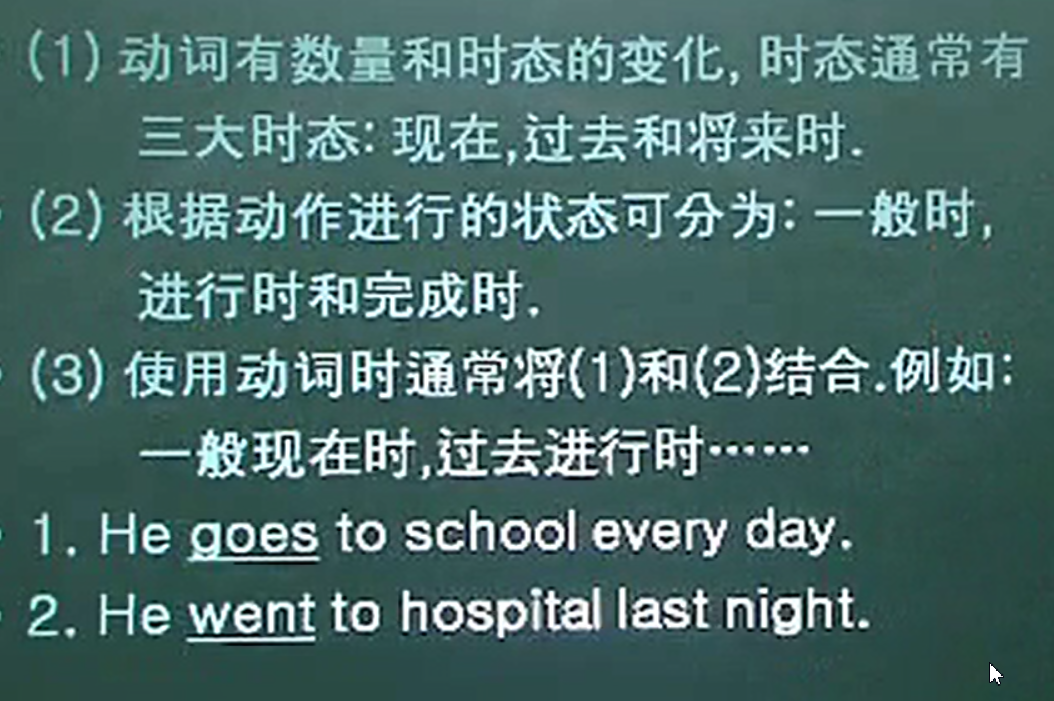 (1) 动词有数量和时态的变化, 时态通常有
三大时态: 现在,过去和将来时.
(2) 根据动作进行的状态可分为: 一般时,
进行时和完成时.
(3) 使用动词时通常将(1)和(2)结合.例如:
一般现在时,过去进行时……
1. He goes to school every day.
2. He went to hospital last night.